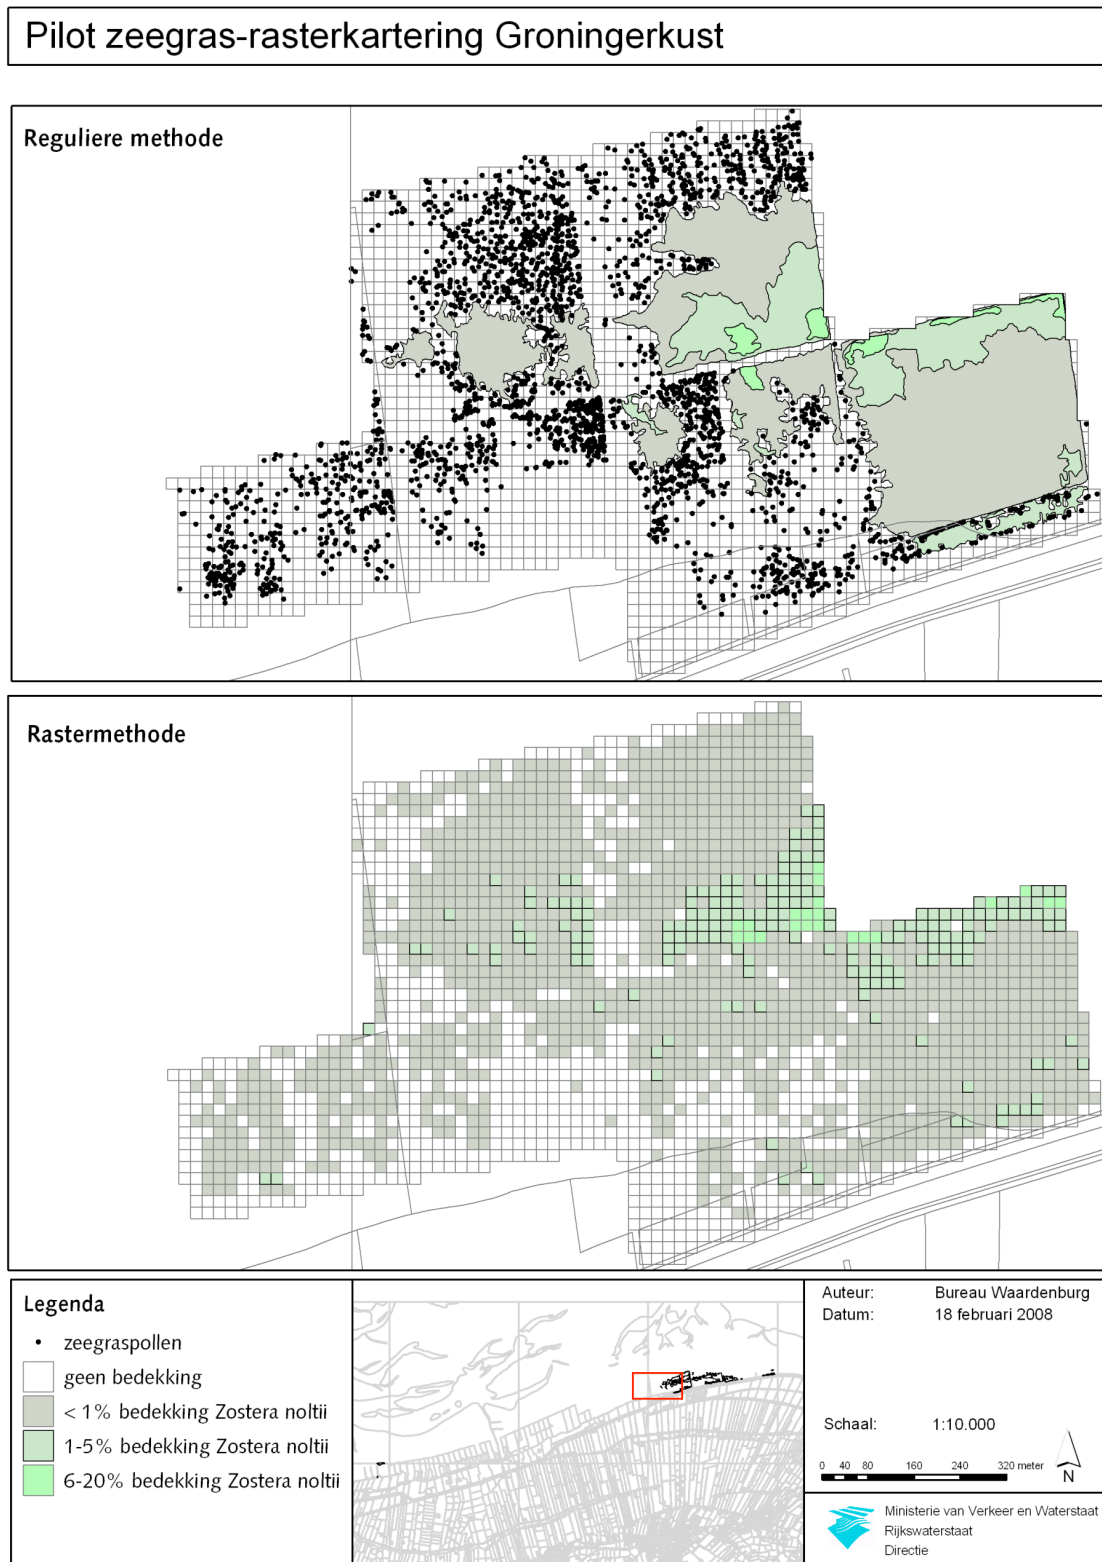 Pilot zeegras-rasterkartering Groningerkust
Reguliere methode
Rastermethode
Legenda
zeegraspollen
geen bedekking
< 1% bedekking Zostera noltii
1-5% bedekking Zostera noltii
6-20% bedekking Zostera noltii
Auteur: Bureau Waardenburg
Datum: 18 februari 2008
Schaal: 1:10.000
0 40 80 160 240 320 meter
N
Ministerie van Verkeer en Waterstaat
Rijkswaterstaat
Directie